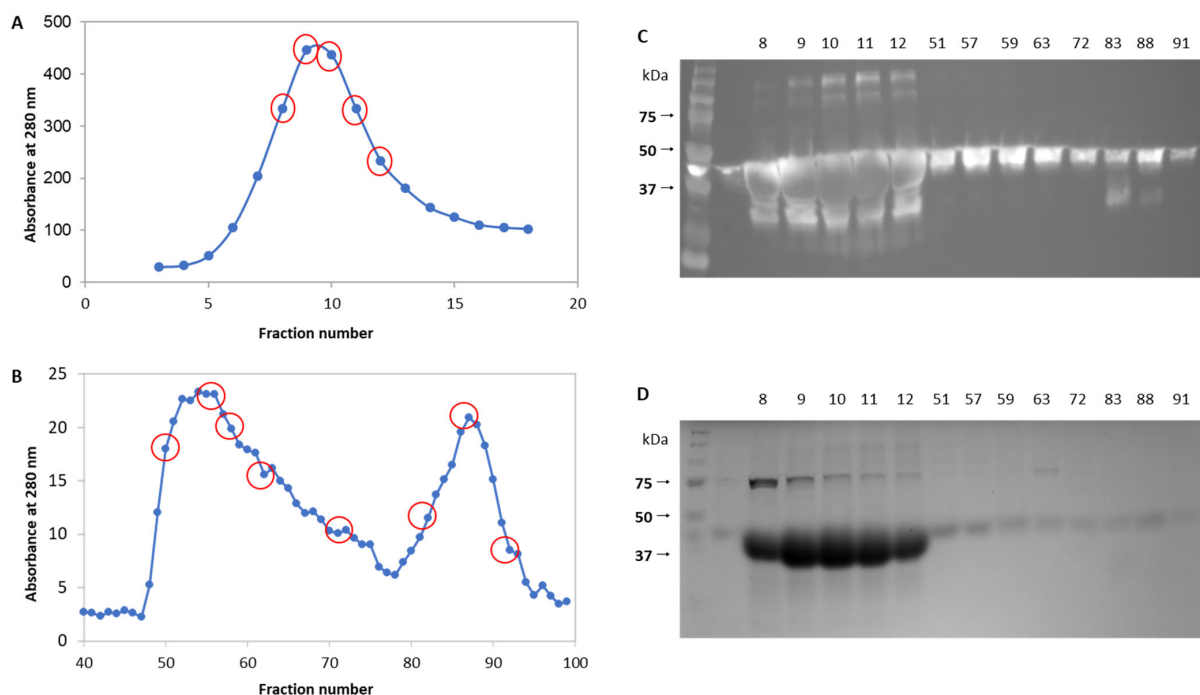 A
Absorbance at 280 nm
500
400
300
200
100
0
0 5 10 15 20
Fraction number
B
Absorbance at 280 nm
25
20
15
10
5
0
40 50 60 70 80 90 100
Fraction number
C
8 9 10 11 12 51 57 59 63 72 83 88 91
kDa
75
50
37
D
8 9 10 11 12 51 57 59 63 72 83 88 91
kDa
75
50
37